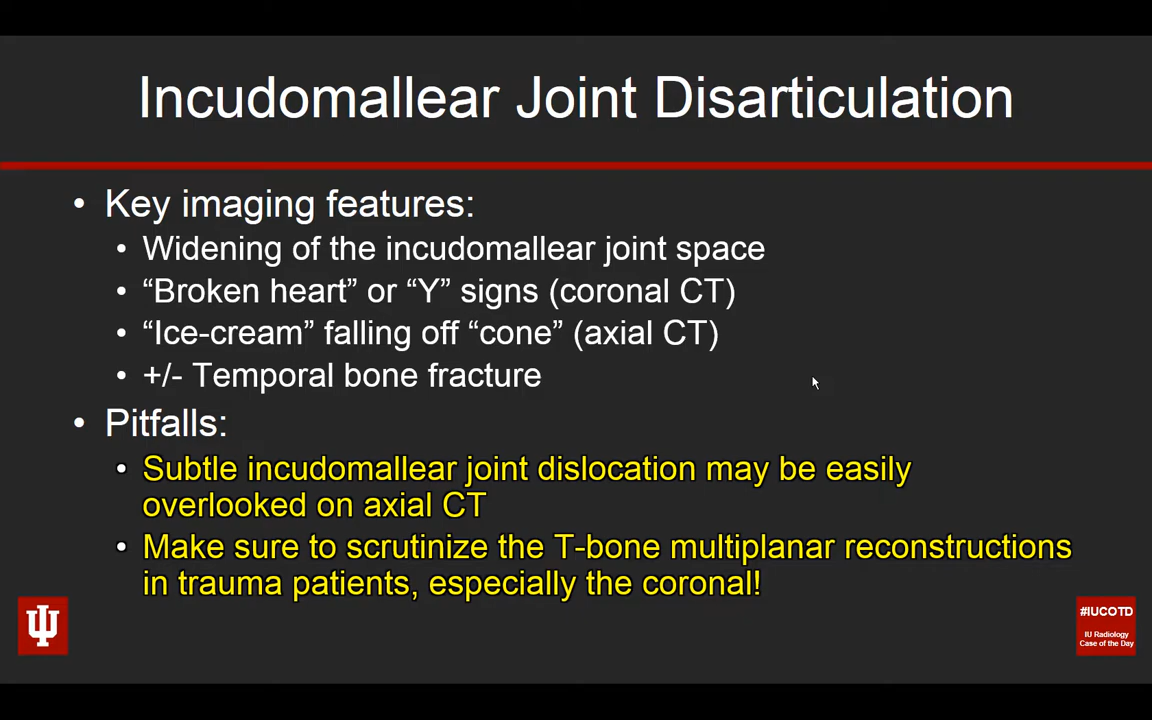 Incudomallear Joint Disarticulation
• Key imaging features:
• Widening of the incudomallear joint space
• “Broken heart” or “Y” signs (coronal CT)
• “Ice-cream” falling off “cone” (axial CT)
• +/- Temporal bone fracture
• Pitfalls:
• Subtle incudomallear joint dislocation may be easily
overlooked on axial CT
• Make sure to scrutinize the T-bone multiplanar reconstructions
in trauma patients, especially the coronal!
#IUCOTD
IU Radiology
Case of the Day